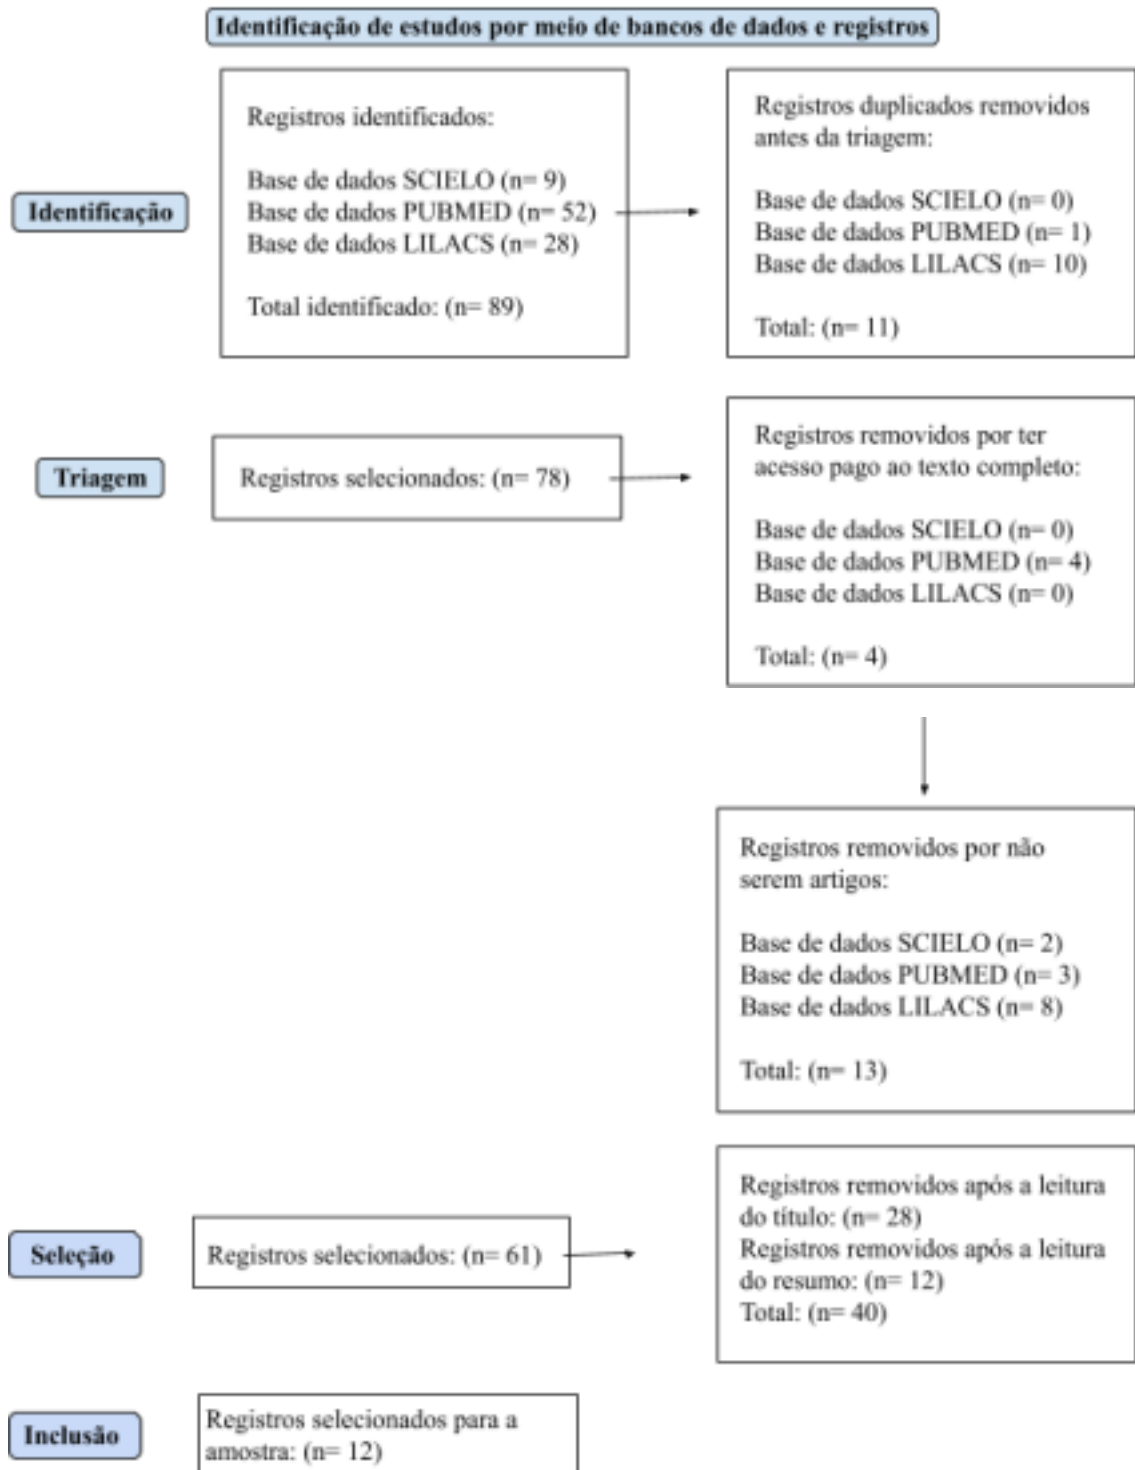 Identificação de estudos por meio de bancos de dados e registros
Identificação
Registros identificados:
Base de dados SCIELO (n= 9)
Base de dados PUBMED (n= 52)
Base de dados LILACS (n= 28)
Total identificado: (n= 89)
Registros duplicados removidos
antes da triagem:
Base de dados SCIELO (n= 0)
Base de dados PUBMED (n= 1)
Base de dados LILACS (n= 10)
Total: (n= 11)
Triagem
Registros selecionados: (n= 78)
Registros removidos por ter
acesso pago ao texto completo:
Base de dados SCIELO (n= 0)
Base de dados PUBMED (n= 4)
Base de dados LILACS (n= 0)
Total: (n= 4)
Registros removidos por não
serem artigos:
Base de dados SCIELO (n= 2)
Base de dados PUBMED (n= 3)
Base de dados LILACS (n= 8)
Total: (n= 13)
Seleção
Registros selecionados: (n= 61)
Registros removidos após a leitura
do título: (n= 28)
Registros removidos após a leitura
do resumo: (n= 12)
Total: (n= 40)
Inclusão
Registros selecionados para a
amostra: (n= 12)